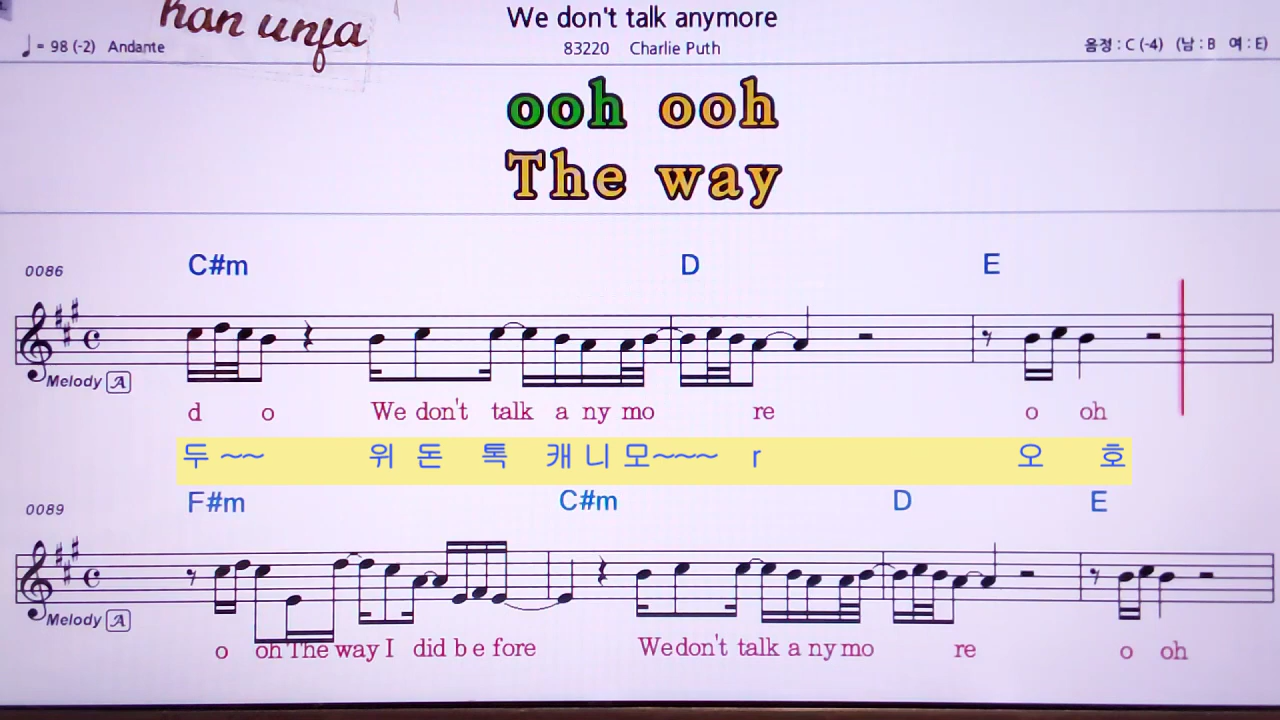 han unfa
We don't talk anymore
♩ = 98 (-2) Andante
83220 Charlie Puth
음정 : C (-4) (남 : B 여 : E)
ooh ooh
The way
0086
C#m D E
Melody A
d o We don't talk a ny mo re o oh
두 ~~ 위 돈 톡 캐 니 모~~~ r 오 호
0089
F#m C#m D E
Melody A
o oh The way I did be fore We don't talk a ny mo re o oh